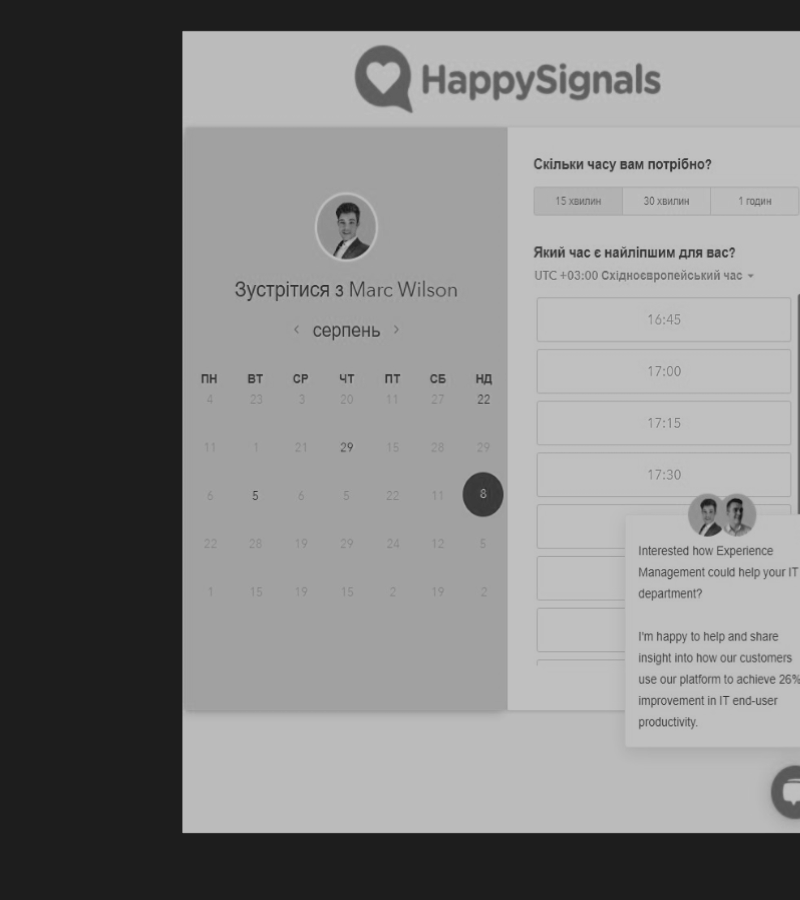 HappySignals
Зустрітися з Marc Wilson
серпень
ПН ВТ СР ЧТ ПТ СБ НД
4 23 3 20 11 27 22
11 1 21 29 15 28 29
6 5 6 5 22 11 8
22 28 19 29 24 12 5
1 15 19 15 2 19 2
Скільки часу вам потрібно?
15 хвилин 30 хвилин 1 годин
Який час є найліпшим для вас?
UTC +03:00 Східноєвропейський час
16:45
17:00
17:15
17:30
Interested how Experience
Management could help your IT
department?
I'm happy to help and share
insight into how our customers
use our platform to achieve 26%
improvement in IT end-user
productivity.